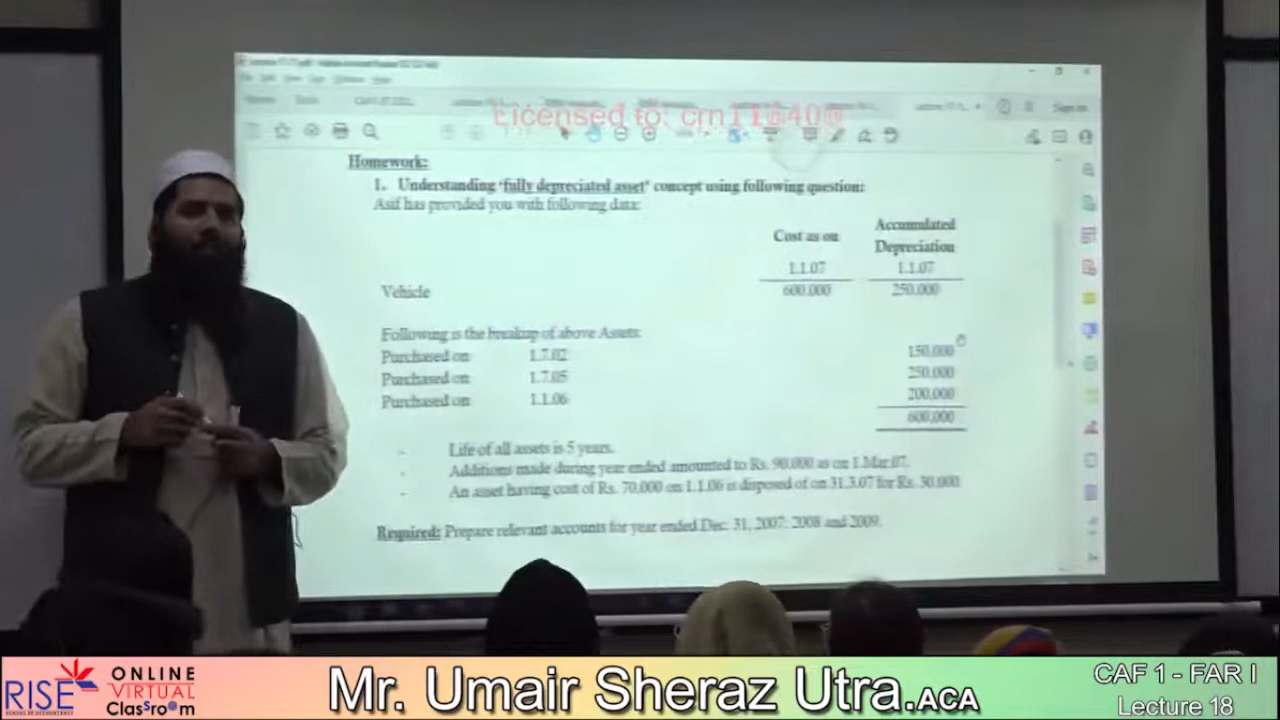 Licensed to: crn11640@
Sign In
Homework:
1. Understanding ‘fully depreciated asset’ concept using following question:
Asif has provided you with following data:
Cost as on Accumulated Depreciation
1.1.07 1.1.07
Vehicle 600,000 250,000
Following is the breakup of above Assets:
Purchased on 1.7.02 150,000
Purchased on 1.7.05 250,000
Purchased on 1.1.06 200,000
600,000
- Life of all assets is 5 years.
- Additions made during year ended amounted to Rs. 90,000 as on 1.Mar.07.
- An asset having cost of Rs. 70,000 on 1.1.06 is disposed of on 31.3.07 for Rs. 30,000
Required: Prepare relevant accounts for year ended Dec. 31, 2007; 2008 and 2009.
RISE
SCHOOL OF ACCOUNTANCY
ONLINE
VIRTUAL
Classroom
Mr. Umair Sheraz Utra.ACA
CAF 1 - FAR I
Lecture 18